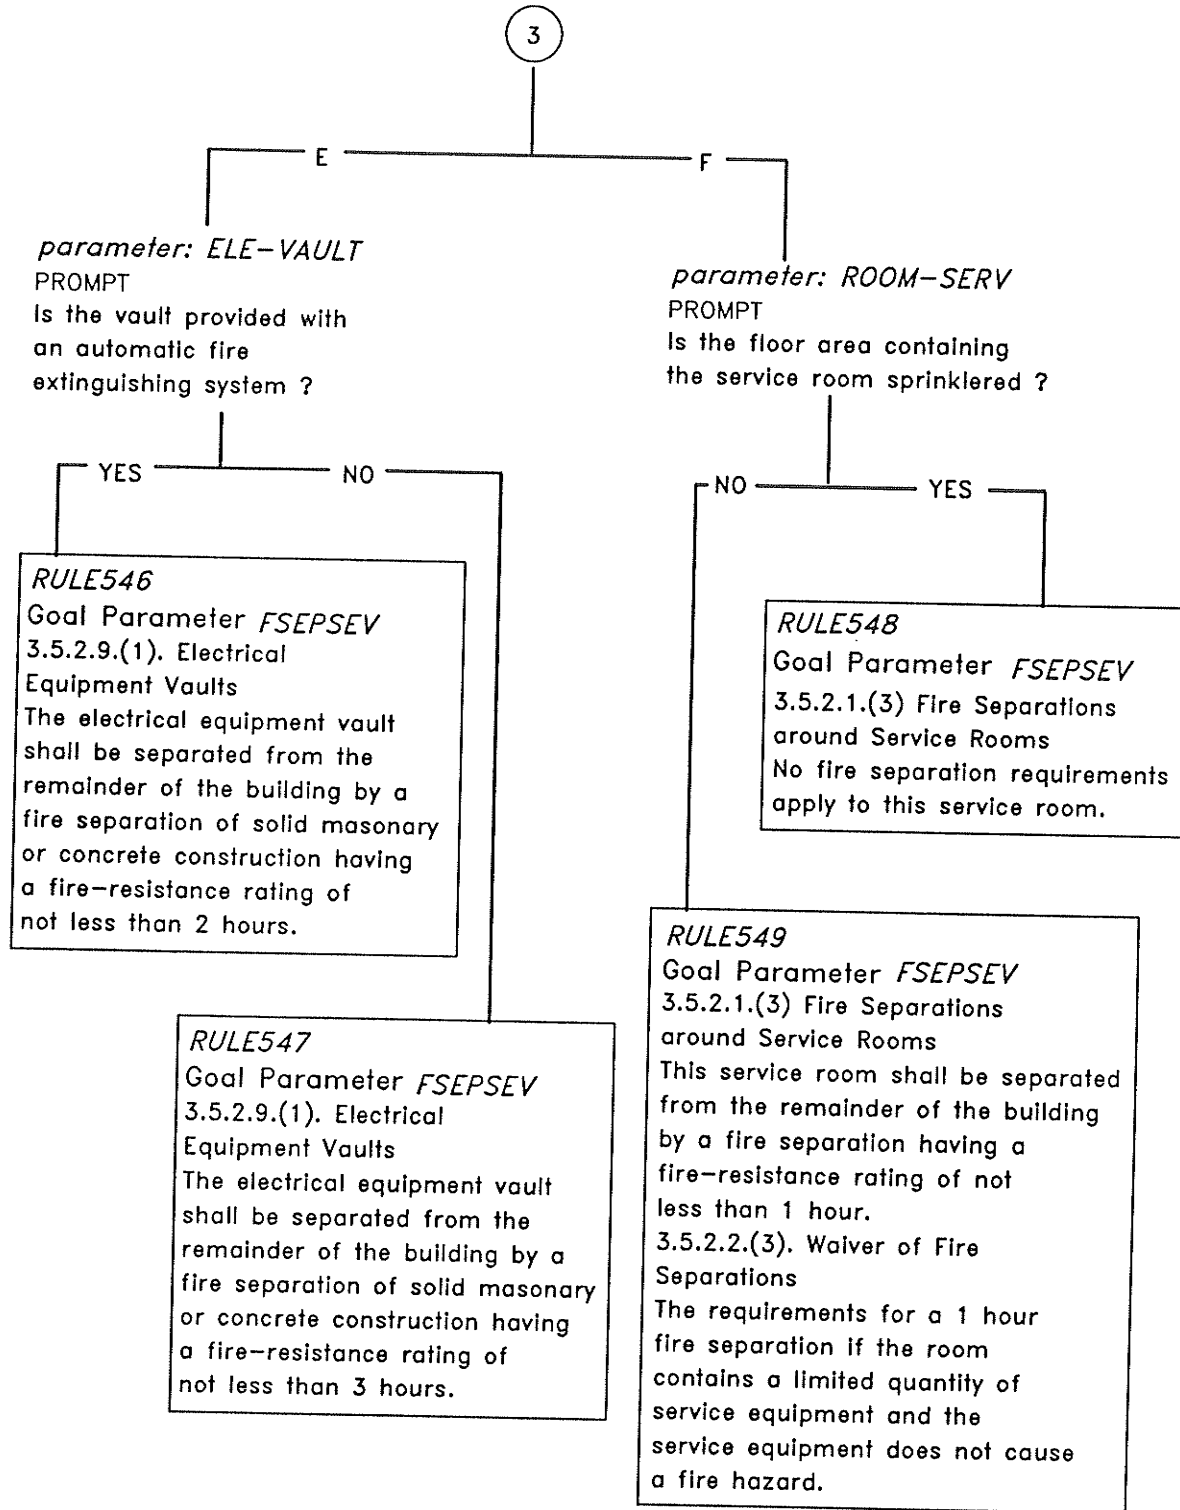 3
E
F
parameter: ELE-VAULT
PROMPT
Is the vault provided with
an automatic fire
extinguishing system ?
YES
NO
RULE546
Goal Parameter FSEPSEV
3.5.2.9.(1). Electrical
Equipment Vaults
The electrical equipment vault
shall be separated from the
remainder of the building by a
fire separation of solid masonary
or concrete construction having
a fire-resistance rating of
not less than 2 hours.
RULE547
Goal Parameter FSEPSEV
3.5.2.9.(1). Electrical
Equipment Vaults
The electrical equipment vault
shall be separated from the
remainder of the building by a
fire separation of solid masonary
or concrete construction having
a fire-resistance rating of
not less than 3 hours.
parameter: ROOM-SERV
PROMPT
Is the floor area containing
the service room sprinklered ?
NO
YES
RULE548
Goal Parameter FSEPSEV
3.5.2.1.(3) Fire Separations
around Service Rooms
No fire separation requirements
apply to this service room.
RULE549
Goal Parameter FSEPSEV
3.5.2.1.(3) Fire Separations
around Service Rooms
This service room shall be separated
from the remainder of the building
by a fire separation having a
fire-resistance rating of not
less than 1 hour.
3.5.2.2.(3). Waiver of Fire
Separations
The requirements for a 1 hour
fire separation if the room
contains a limited quantity of
service equipment and the
service equipment does not cause
a fire hazard.